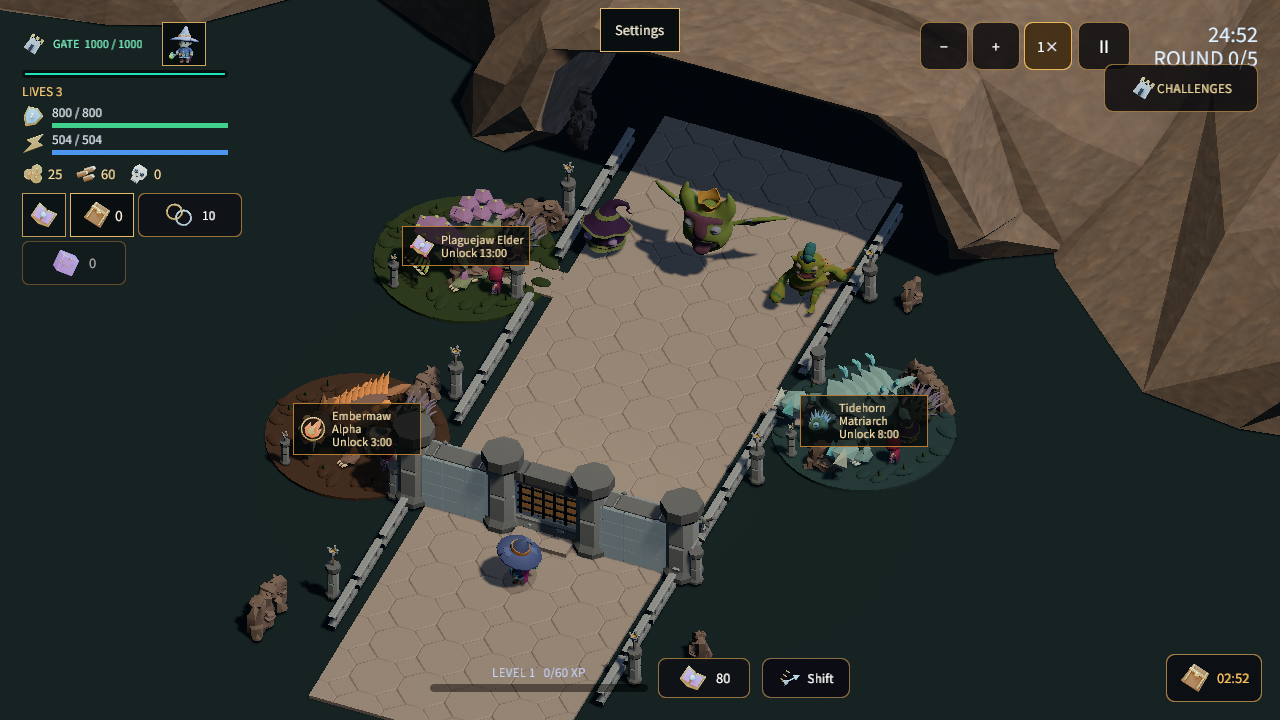 GATE 1000 / 1000
Settings
−
+
1×
24:52
ROUND 0/5
CHALLENGES
LIVES 3
800 / 800
504 / 504
25
60
0
0
10
0
Plaguejaw Elder
Unlock 13:00
Embermaw
Alpha
Unlock 3:00
Tidehorn
Matriarch
Unlock 8:00
LEVEL 1 0/60 XP
80
Shift
02:52